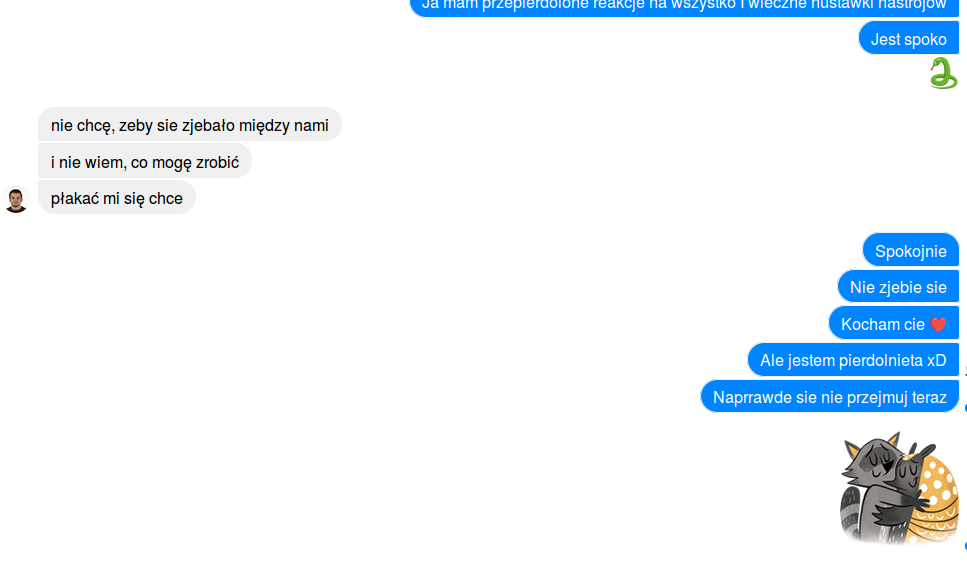 Ja mam przepierdolone reakcje na wszystko i wieczne huśtawki nastrojów
Jest spoko
nie chcę, zeby sie zjebało między nami
i nie wiem, co mogę zrobić
płakać mi się chce
Spokojnie
Nie zjebie sie
Kocham cie ❤️
Ale jestem pierdolnieta xD
Naprrawde sie nie przejmuj teraz